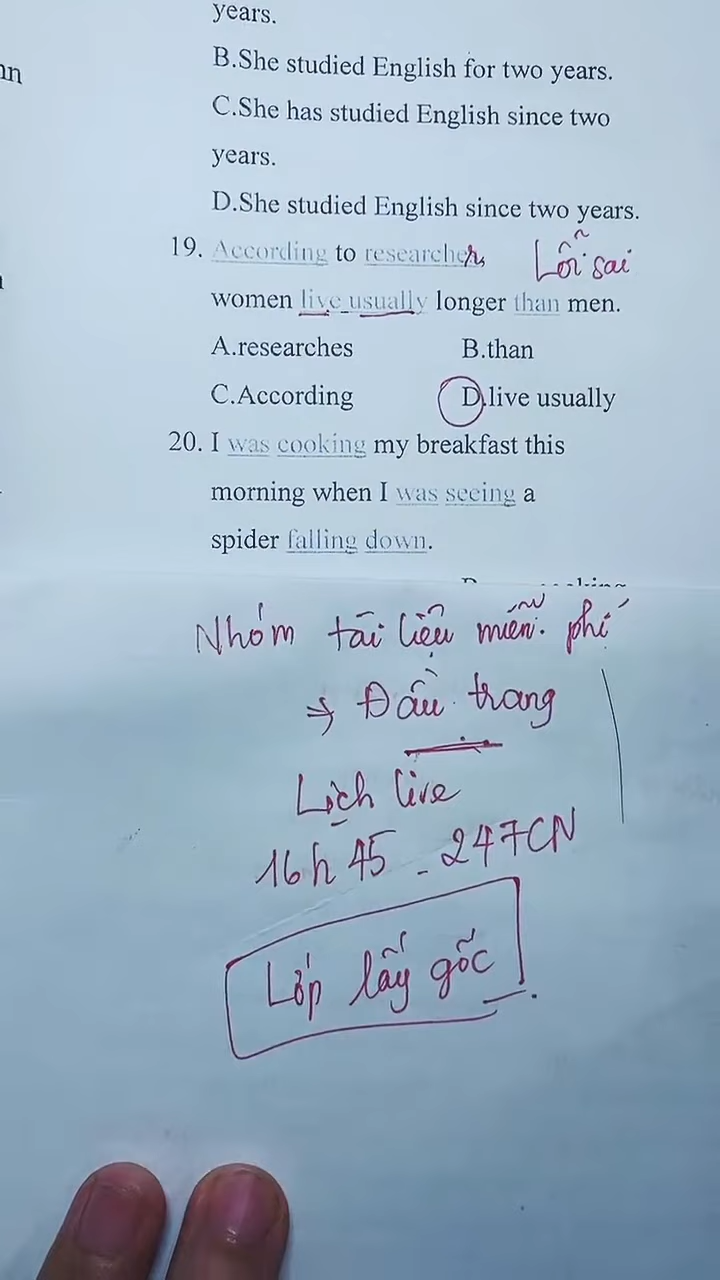 years.
B.She studied English for two years.
C.She has studied English since two
years.
D.She studied English since two years.
19. According to researcher, Lỗi sai
women live usually longer than men.
A.researches B.than
C.According D.live usually
20. I was cooking my breakfast this
morning when I was seeing a
spider falling down.
Nhóm tài liệu miễn phí
⇒ Đầu trang
Lịch live
16h45 - 247CN
Lớp lấy gốc